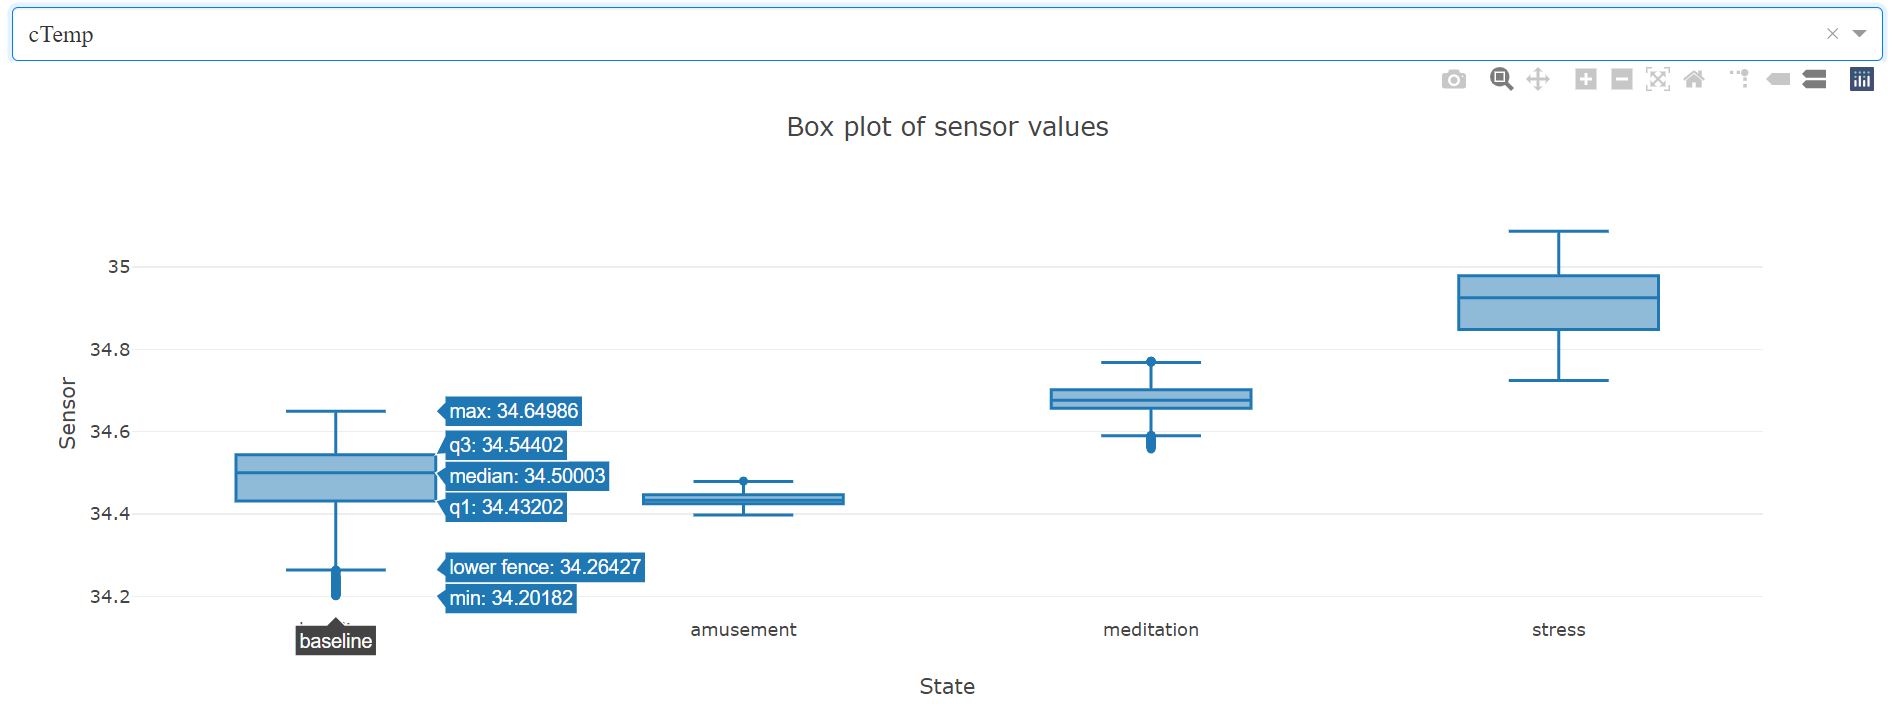 cTemp
Box plot of sensor values
35
34.8
34.6
34.4
34.2
Sensor
max: 34.64986
q3: 34.54402
median: 34.50003
q1: 34.43202
lower fence: 34.26427
min: 34.20182
baseline
amusement
meditation
stress
State